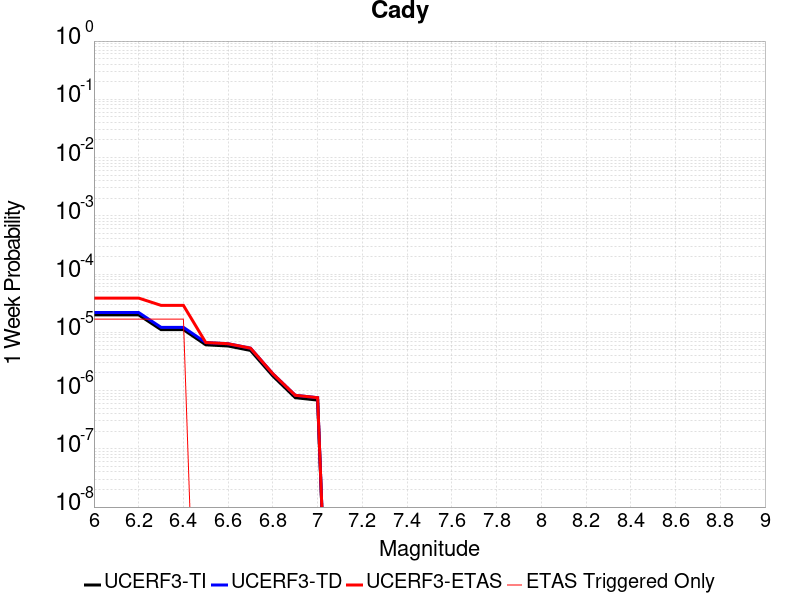 Cady
10^0
10^-1
10^-2
10^-3
10^-4
10^-5
10^-6
10^-7
10^-8
1 Week Probability
6 6.2 6.4 6.6 6.8 7 7.2 7.4 7.6 7.8 8 8.2 8.4 8.6 8.8 9
Magnitude
UCERF3-TI UCERF3-TD UCERF3-ETAS ETAS Triggered Only